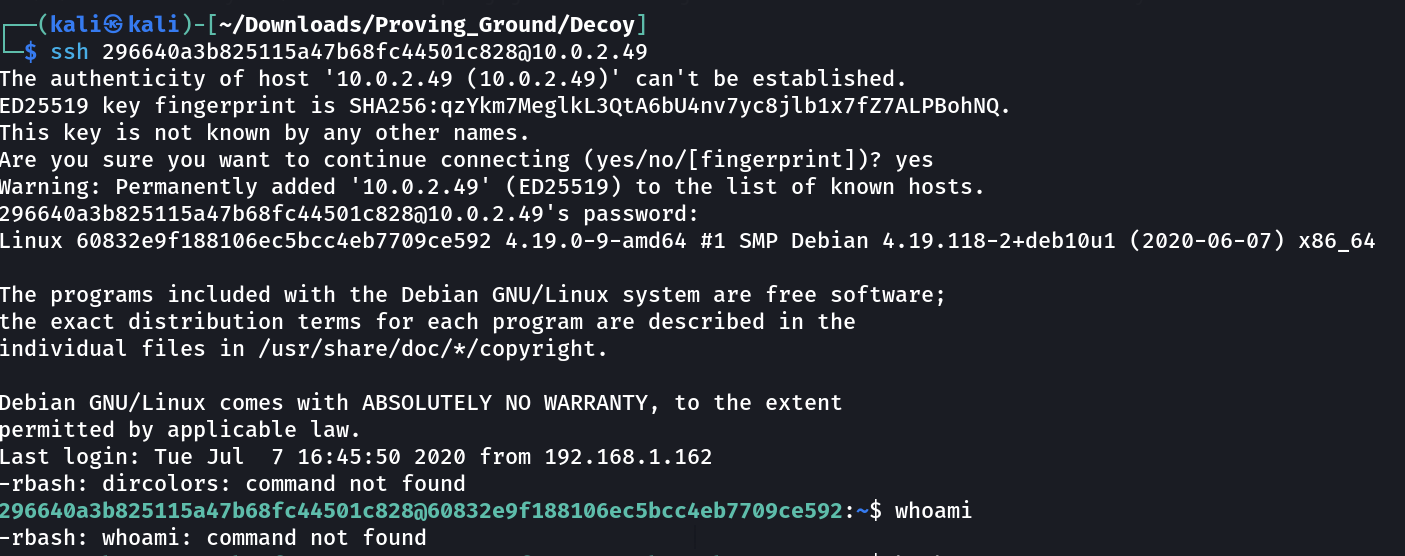 ┌──(kali㉿kali)-[~/Downloads/Proving_Ground/Decoy]
└─$ ssh 296640a3b825115a47b68fc44501c828@10.0.2.49
The authenticity of host '10.0.2.49 (10.0.2.49)' can't be established.
ED25519 key fingerprint is SHA256:qzYkm7MeglkL3QtA6bU4nv7yc8jlb1x7fZ7ALPBohNQ.
This key is not known by any other names.
Are you sure you want to continue connecting (yes/no/[fingerprint])? yes
Warning: Permanently added '10.0.2.49' (ED25519) to the list of known hosts.
296640a3b825115a47b68fc44501c828@10.0.2.49's password:
Linux 60832e9f188106ec5bcc4eb7709ce592 4.19.0-9-amd64 #1 SMP Debian 4.19.118-2+deb10u1 (2020-06-07) x86_64
The programs included with the Debian GNU/Linux system are free software;
the exact distribution terms for each program are described in the
individual files in /usr/share/doc/*/copyright.
Debian GNU/Linux comes with ABSOLUTELY NO WARRANTY, to the extent
permitted by applicable law.
Last login: Tue Jul  7 16:45:50 2020 from 192.168.1.162
-rbash: dircolors: command not found
296640a3b825115a47b68fc44501c828@60832e9f188106ec5bcc4eb7709ce592:~$ whoami
-rbash: whoami: command not found